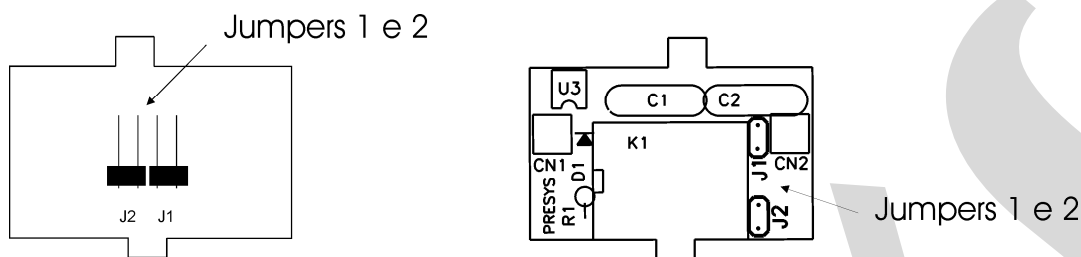 Jumpers 1 e 2
J2 J1
U3
C1 C2
K1
CN1
D1
J1
CN2
PRESYS
R1
J2
Jumpers 1 e 2